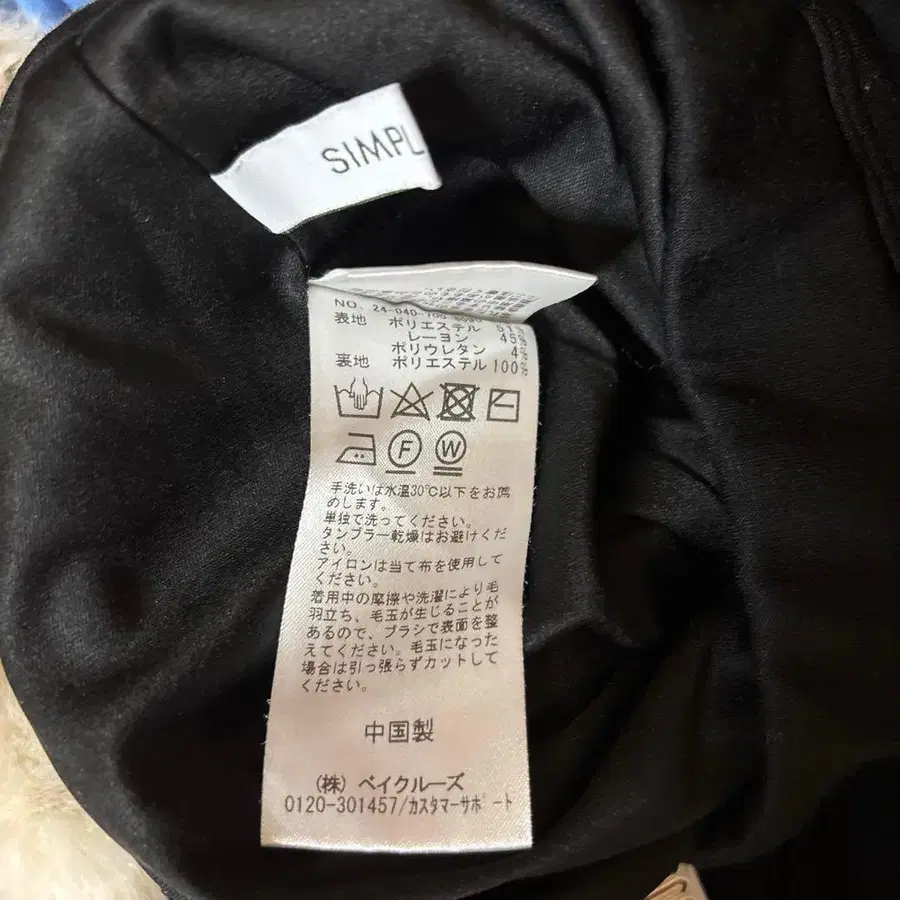 SIMPL
NO. 24-040-700-
表地 ポリエステル 51%
レーヨン 45%
ポリウレタン 4%
裏地 ポリエステル 100%
F W
手洗いは水温30℃以下をお薦
めします。
単独で洗ってください。
タンブラー乾燥はお避けくだ
さい。
アイロンは当て布を使用して
ください。
着用中の摩擦や洗濯により毛
羽立ち、毛玉が生じることが
あるので、ブラシで表面を整
えてください。毛玉になった
場合は引っ張らずカットして
ください。
中国製
(株) ベイクルーズ
0120-301457/カスタマーサポート